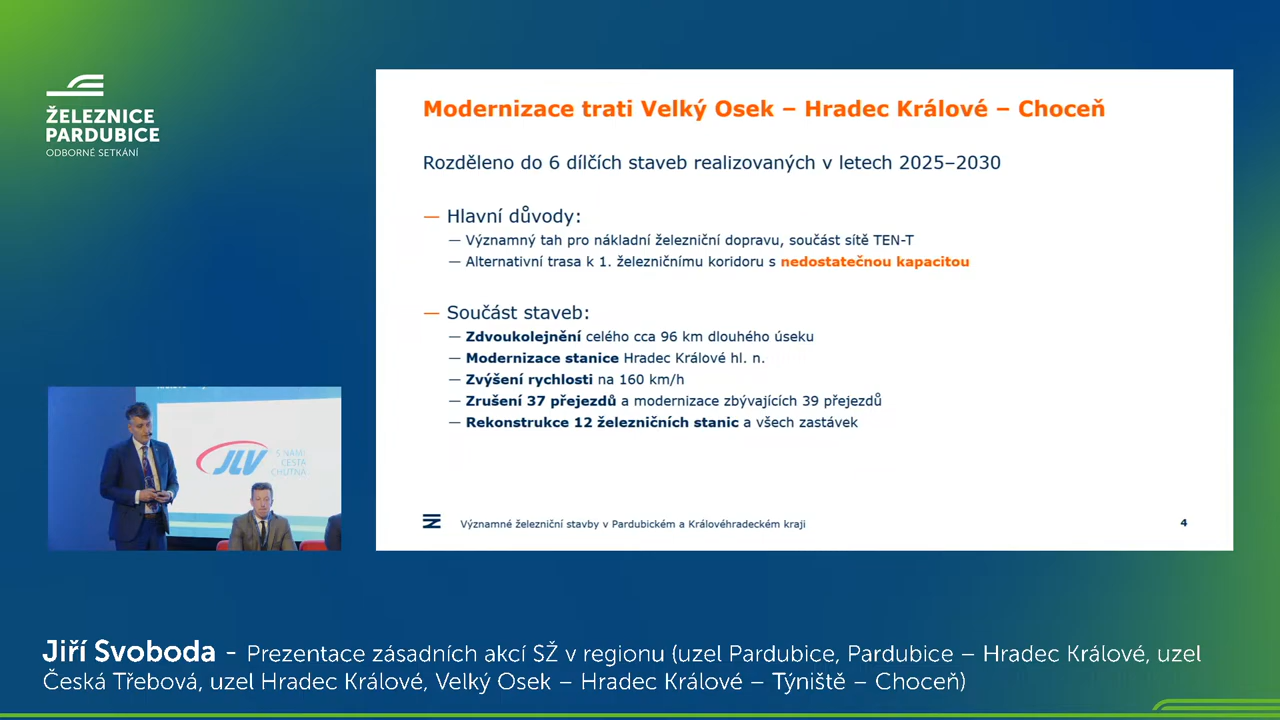 ŽELEZNICE
PARDUBICE
ODBORNÉ SETKÁNÍ
Modernizace trati Velký Osek – Hradec Králové – Choceň
Rozděleno do 6 dílčích staveb realizovaných v letech 2025–2030
— Hlavní důvody:
— Významný tah pro nákladní železniční dopravu, součást sítě TEN-T
— Alternativní trasa k 1. železničnímu koridoru s nedostatečnou kapacitou
— Součást staveb:
— Zdvoukolejnění celého cca 96 km dlouhého úseku
— Modernizace stanice Hradec Králové hl. n.
— Zvýšení rychlosti na 160 km/h
— Zrušení 37 přejezdů a modernizace zbývajících 39 přejezdů
— Rekonstrukce 12 železničních stanic a všech zastávek
Významné železniční stavby v Pardubickém a Královéhradeckém kraji
4
JLV
S NÁMI
CESTA
CHUTNÁ
Jiří Svoboda - Prezentace zásadních akcí SŽ v regionu (uzel Pardubice, Pardubice – Hradec Králové, uzel
Česká Třebová, uzel Hradec Králové, Velký Osek – Hradec Králové – Týniště – Choceň)